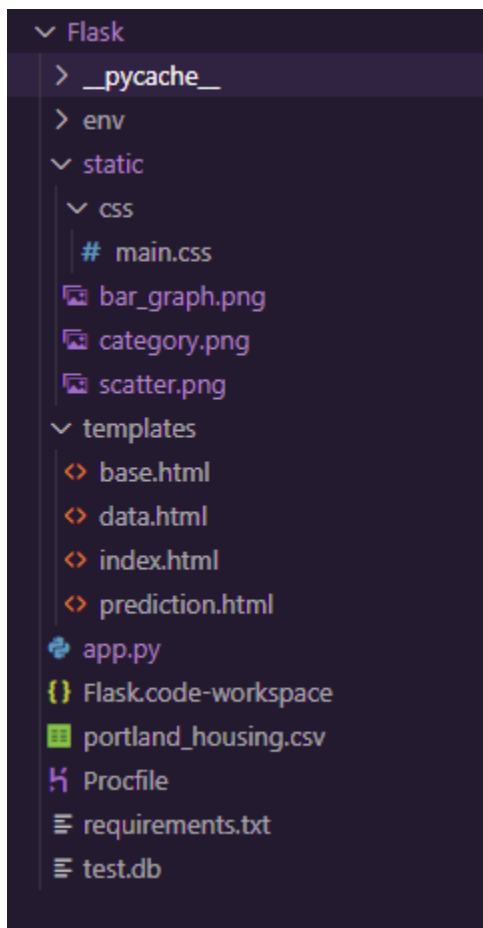 Flask
__pycache__
env
static
css
# main.css
bar_graph.png
category.png
scatter.png
templates
<> base.html
<> data.html
<> index.html
<> prediction.html
app.py
{} Flask.code-workspace
portland_housing.csv
Procfile
requirements.txt
test.db